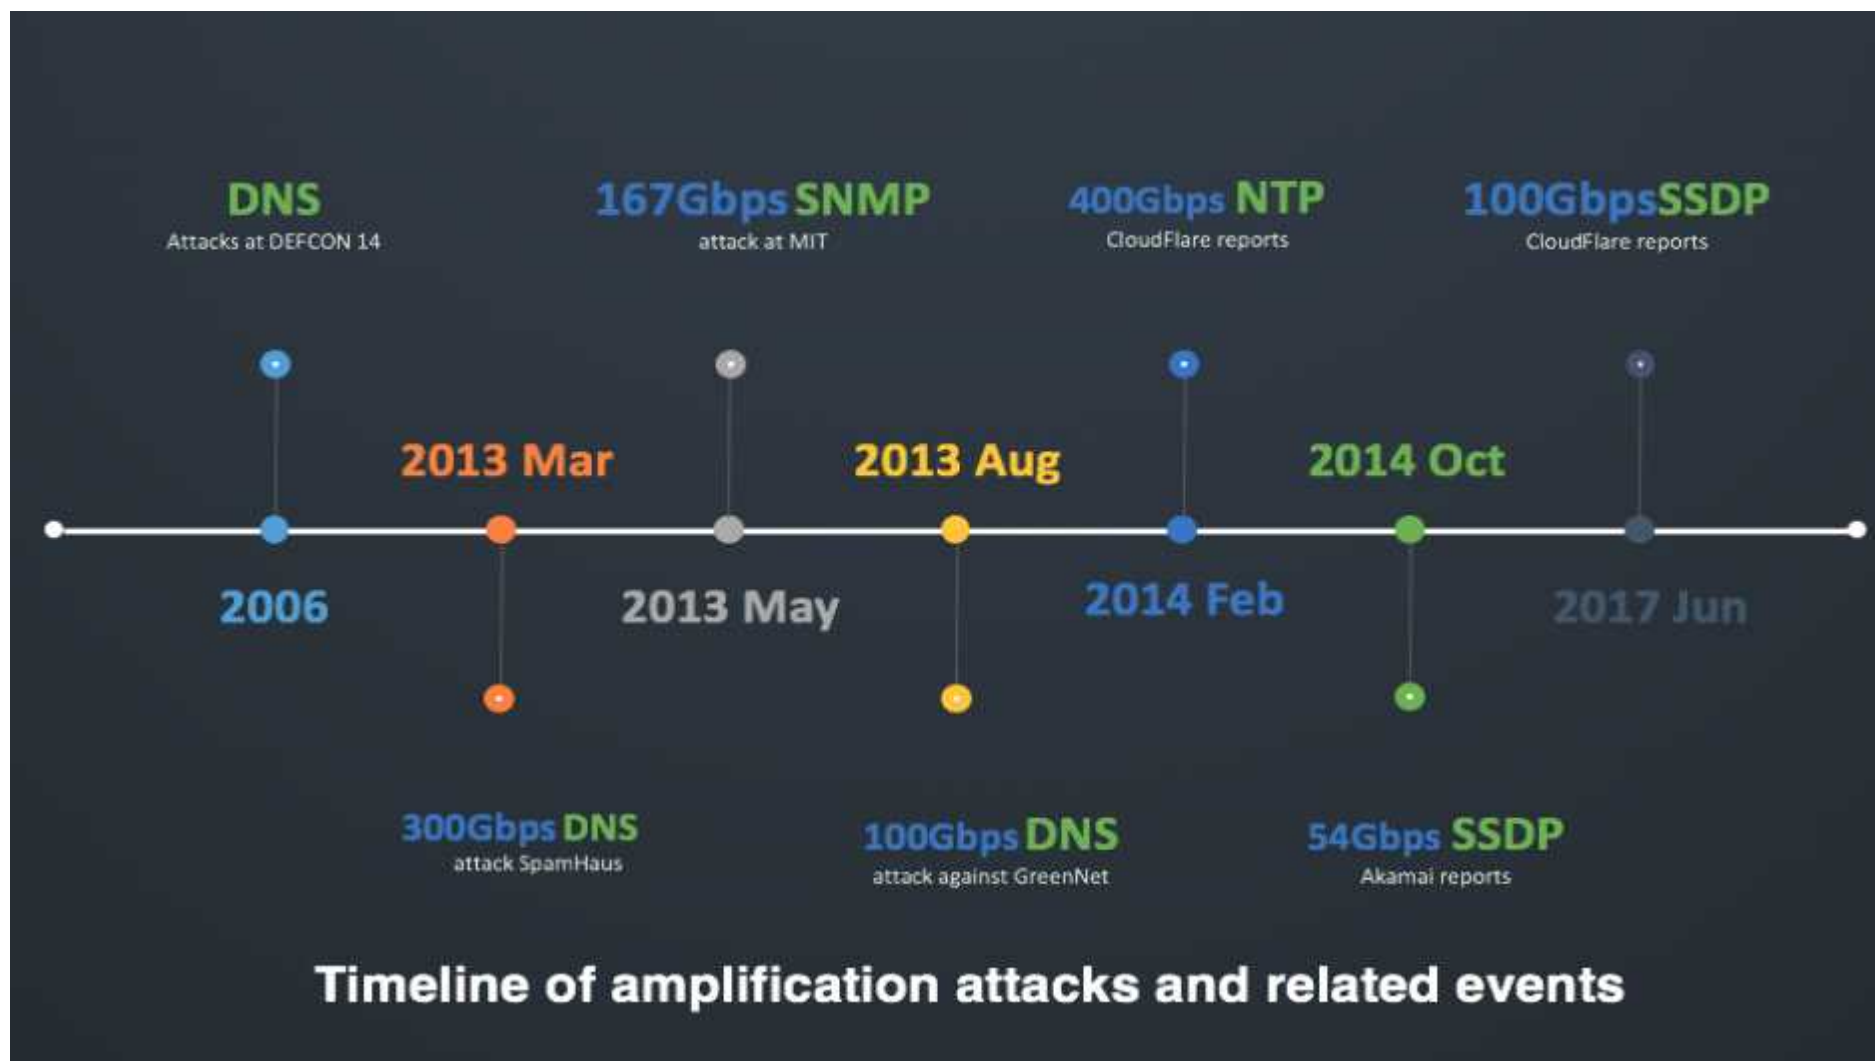 DNS
Attacks at DEFCON 14
167Gbps SNMP
attack at MIT
400Gbps NTP
CloudFlare reports
100GbpsSSDP
CloudFlare reports
2013 Mar
2013 Aug
2014 Oct
2006
2013 May
2014 Feb
2017 Jun
300Gbps DNS
attack SpamHaus
100Gbps DNS
attack against GreenNet
54Gbps SSDP
Akamai reports
Timeline of amplification attacks and related events